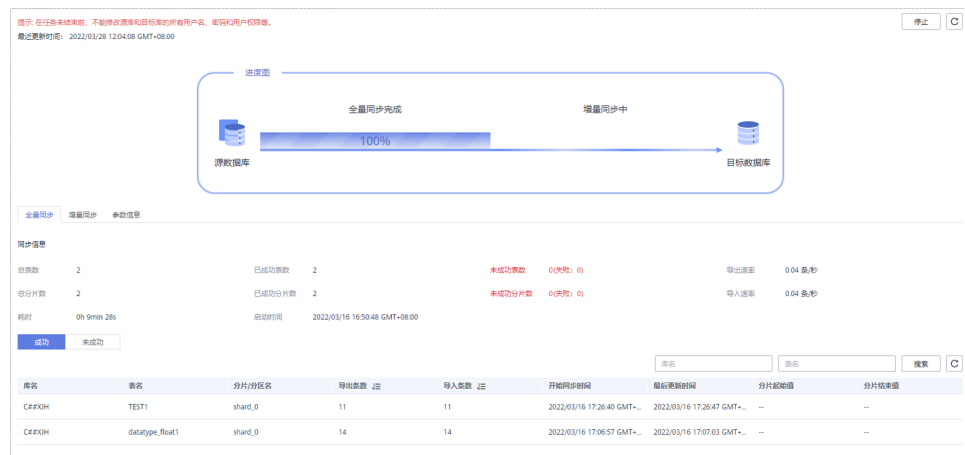 提示: 在任务未结束前，不能修改源库和目标库的所有用户名、密码和用户权限等。
停止
最近更新时间： 2022/03/28 12:04:08 GMT+08:00
进度图
全量同步完成 增量同步中
100%
源数据库 目标数据库
全量同步 增量同步 参数信息
同步信息
总表数 2 已成功表数 2 未成功表数 0(失败：0) 导出速率 0.04 条/秒
总分片数 2 已成功分片数 2 未成功分片数 0(失败：0) 导入速率 0.04 条/秒
耗时 0h 9min 28s 启动时间 2022/03/16 16:50:48 GMT+08:00
成功 未成功
库名 表名 搜索
库名 表名 分片/分区名 导出条数 导入条数 开始同步时间 最后更新时间 分片起始值 分片结束值
C##XJH TEST1 shard_0 11 11 2022/03/16 17:26:40 GMT+... 2022/03/16 17:26:47 GMT+... -- --
C##XJH datatype_float1 shard_0 14 14 2022/03/16 17:06:57 GMT+... 2022/03/16 17:07:03 GMT+... -- --